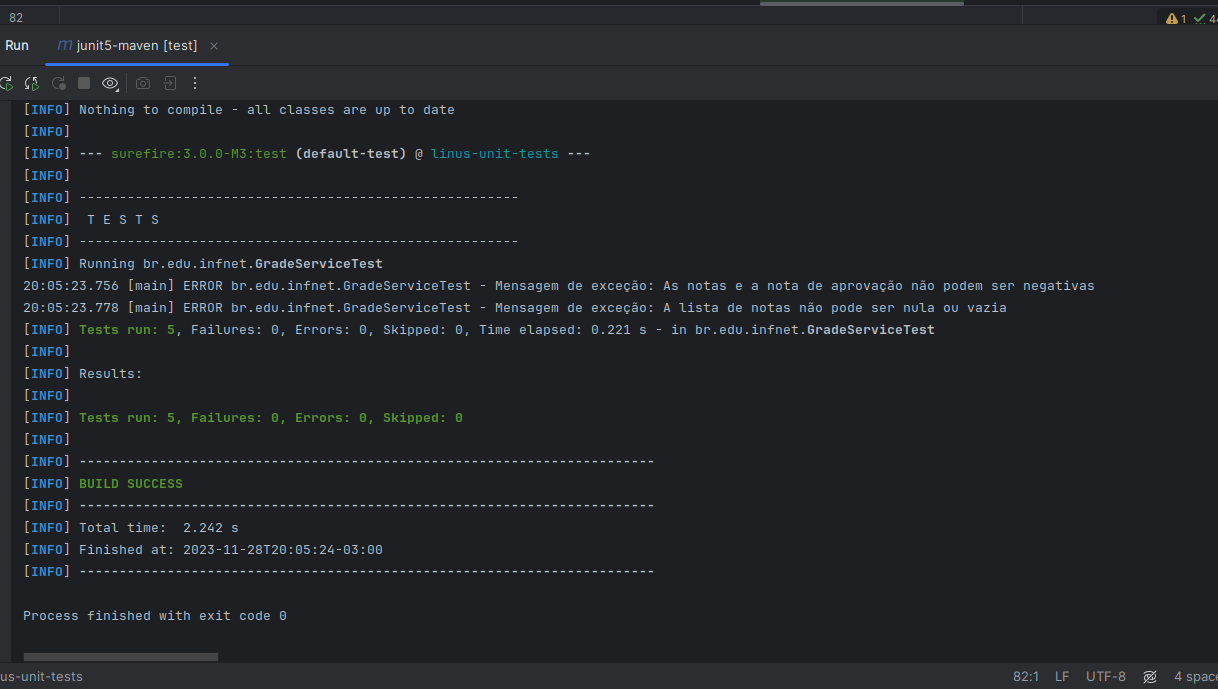 82
1 4
Run m junit5-maven [test] ×
[INFO] Nothing to compile - all classes are up to date
[INFO]
[INFO] --- surefire:3.0.0-M3:test (default-test) @ linus-unit-tests ---
[INFO]
[INFO] -------------------------------------------------------
[INFO]  T E S T S
[INFO] -------------------------------------------------------
[INFO] Running br.edu.infnet.GradeServiceTest
20:05:23.756 [main] ERROR br.edu.infnet.GradeServiceTest - Mensagem de exceção: As notas e a nota de aprovação não podem ser negativas
20:05:23.778 [main] ERROR br.edu.infnet.GradeServiceTest - Mensagem de exceção: A lista de notas não pode ser nula ou vazia
[INFO] Tests run: 5, Failures: 0, Errors: 0, Skipped: 0, Time elapsed: 0.221 s - in br.edu.infnet.GradeServiceTest
[INFO]
[INFO] Results:
[INFO]
[INFO] Tests run: 5, Failures: 0, Errors: 0, Skipped: 0
[INFO]
[INFO] ------------------------------------------------------------------------
[INFO] BUILD SUCCESS
[INFO] ------------------------------------------------------------------------
[INFO] Total time:  2.242 s
[INFO] Finished at: 2023-11-28T20:05:24-03:00
[INFO] ------------------------------------------------------------------------
Process finished with exit code 0
us-unit-tests 82:1 LF UTF-8 4 space